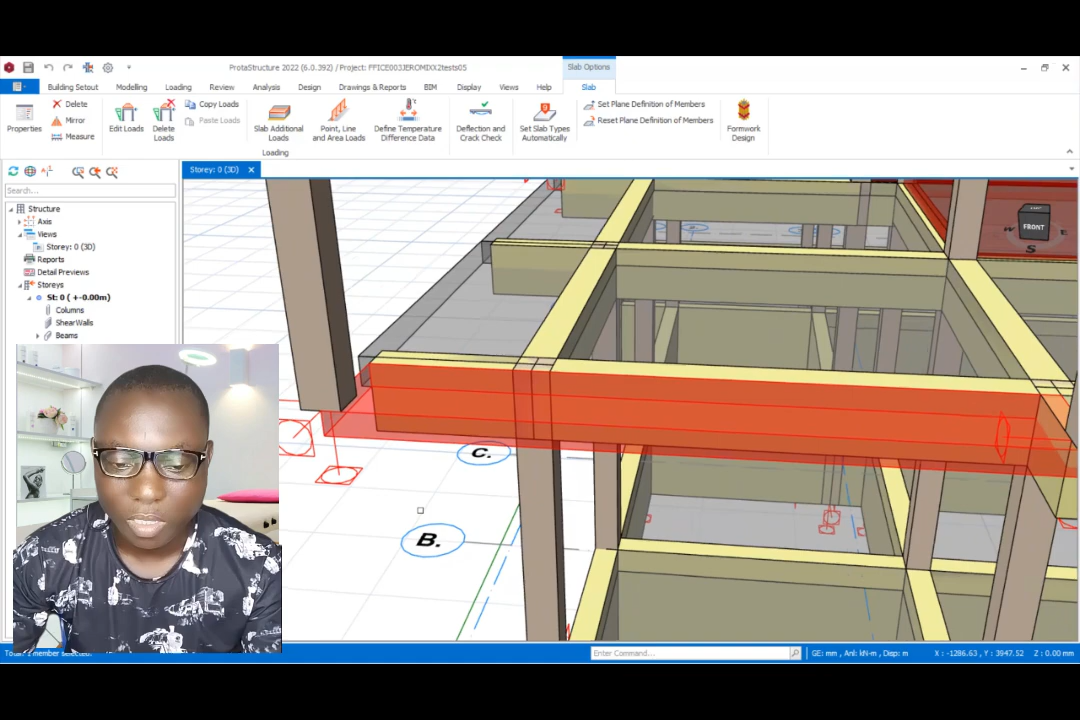 ProtaStructure 2022 (6.0.392) / Project: FFICE003JEROMIXX2tests05
Slab Options
Building Setout Modelling Loading Review Analysis Design Drawings & Reports BIM Display Views Help Slab
Properties
Delete
Mirror
Measure
Edit Loads
Delete Loads
Copy Loads
Paste Loads
Slab Additional Loads
Point, Line and Area Loads
Define Temperature Difference Data
Loading
Deflection and Crack Check
Set Slab Types Automatically
Set Plane Definition of Members
Reset Plane Definition of Members
Formwork Design
Storey: 0 (3D)
Search...
Structure
Axis
Views
Storey: 0 (3D)
Reports
Detail Previews
Storeys
St: 0 ( +-0.00m)
Columns
ShearWalls
Beams
FRONT
W
E
S
C.
B.
Total: 1 member selected.
Enter Command...
GE: mm , Anl: kN-m , Disp: m
X : -1286.63 , Y : 3947.52 Z : 0.00 mm